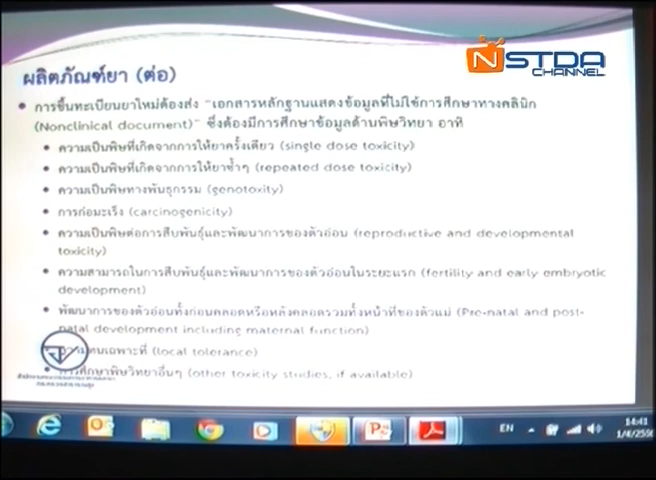 NSTDA
CHANNEL
ผลิตภัณฑ์ยา (ต่อ)
• การขึ้นทะเบียนยาใหม่ต้องส่ง "เอกสารหลักฐานแสดงข้อมูลที่ไม่ใช่การศึกษาทางคลินิก
(Nonclinical document)" ซึ่งต้องมีการศึกษาข้อมูลด้านพิษวิทยา อาทิ
• ความเป็นพิษที่เกิดจากการให้ยาครั้งเดียว (single dose toxicity)
• ความเป็นพิษที่เกิดจากการให้ยาซ้ำๆ (repeated dose toxicity)
• ความเป็นพิษทางพันธุกรรม (genotoxity)
• การก่อมะเร็ง (carcinogenicity)
• ความเป็นพิษต่อการสืบพันธุ์และพัฒนาการของตัวอ่อน (reproductive and developmental
toxicity)
• ความสามารถในการสืบพันธุ์และพัฒนาการของตัวอ่อนในระยะแรก (fertility and early embryotic
development)
• พัฒนาการของตัวอ่อนทั้งก่อนคลอดหรือหลังคลอดรวมทั้งหน้าที่ของตัวแม่ (Pre-natal and post-
natal development including maternal function)
(local tolerance)
• การศึกษาพิษวิทยาอื่นๆ (other toxicity studies, if available)
EN
14:41